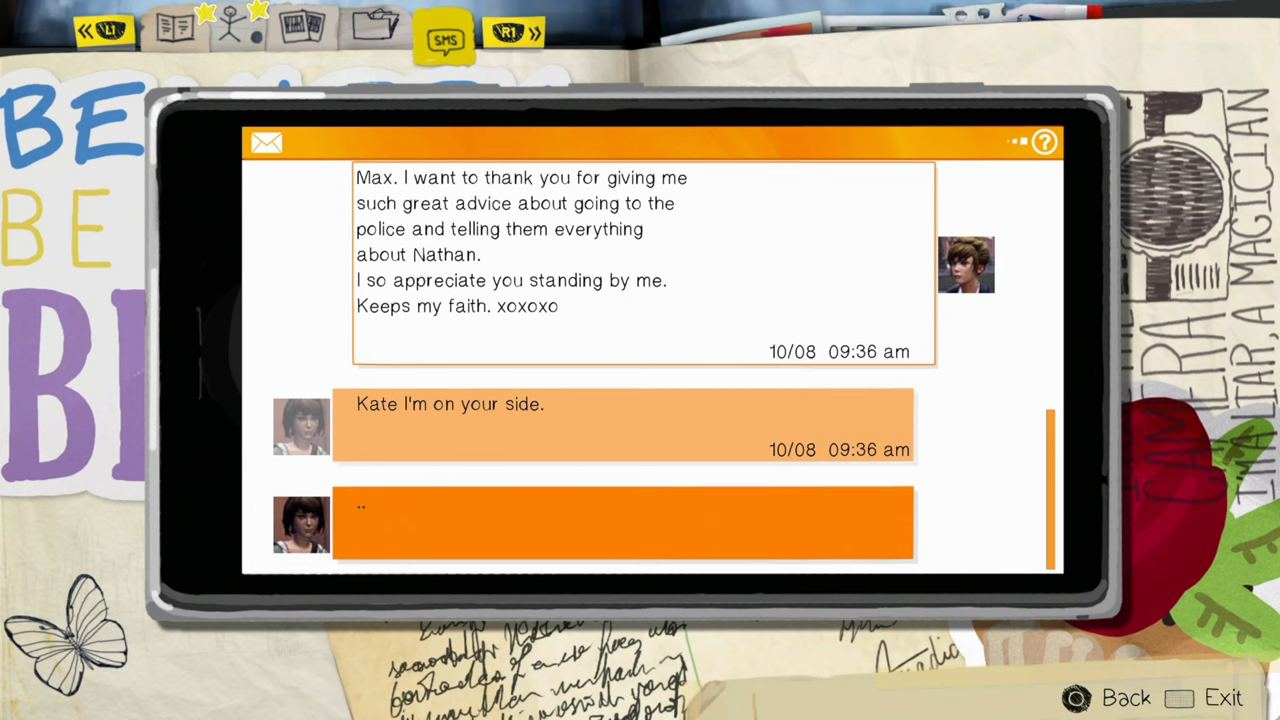 L1
SMS
R1
BE
BE
Max. I want to thank you for giving me
such great advice about going to the
police and telling them everything
about Nathan.
I so appreciate you standing by me.
Keeps my faith. xoxoxo
10/08 09:36 am
Kate I'm on your side.
10/08 09:36 am
..
CAMERA
I'M A LIAR, A MAGICIAN
?
Back
Exit